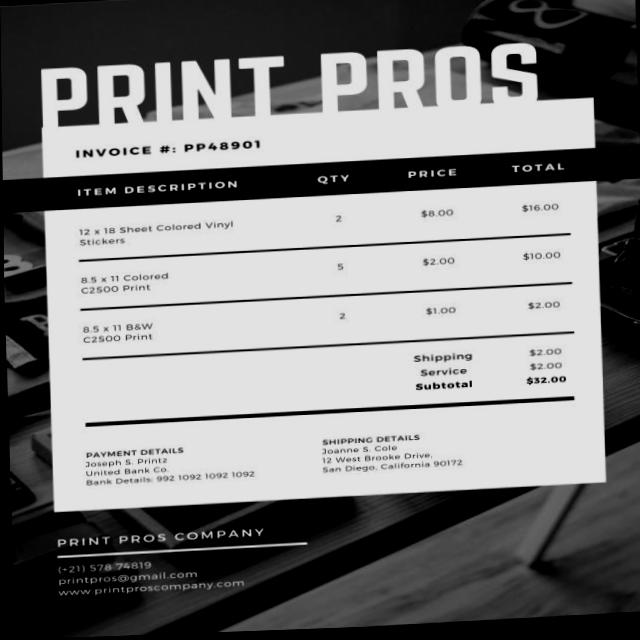 PRINT PROS
INVOICE #: PP48901
ITEM DESCRIPTION QTY PRICE TOTAL
12 x 18 Sheet Colored Vinyl 2 $8.00 $16.00
Stickers
8.5 x 11 Colored 5 $2.00 $10.00
C2500 Print
8.5 x 11 B&W 2 $1.00 $2.00
C2500 Print
Shipping $2.00
Service $2.00
Subtotal $32.00
PAYMENT DETAILS
Joseph S. Printz
United Bank Co.
Bank Details: 992 1092 1092 1092
SHIPPING DETAILS
Joanne S. Cole
12 West Brooke Drive,
San Diego, California 90172
PRINT PROS COMPANY
(+21) 578 74819
printpros@gmail.com
www.printproscompany.com